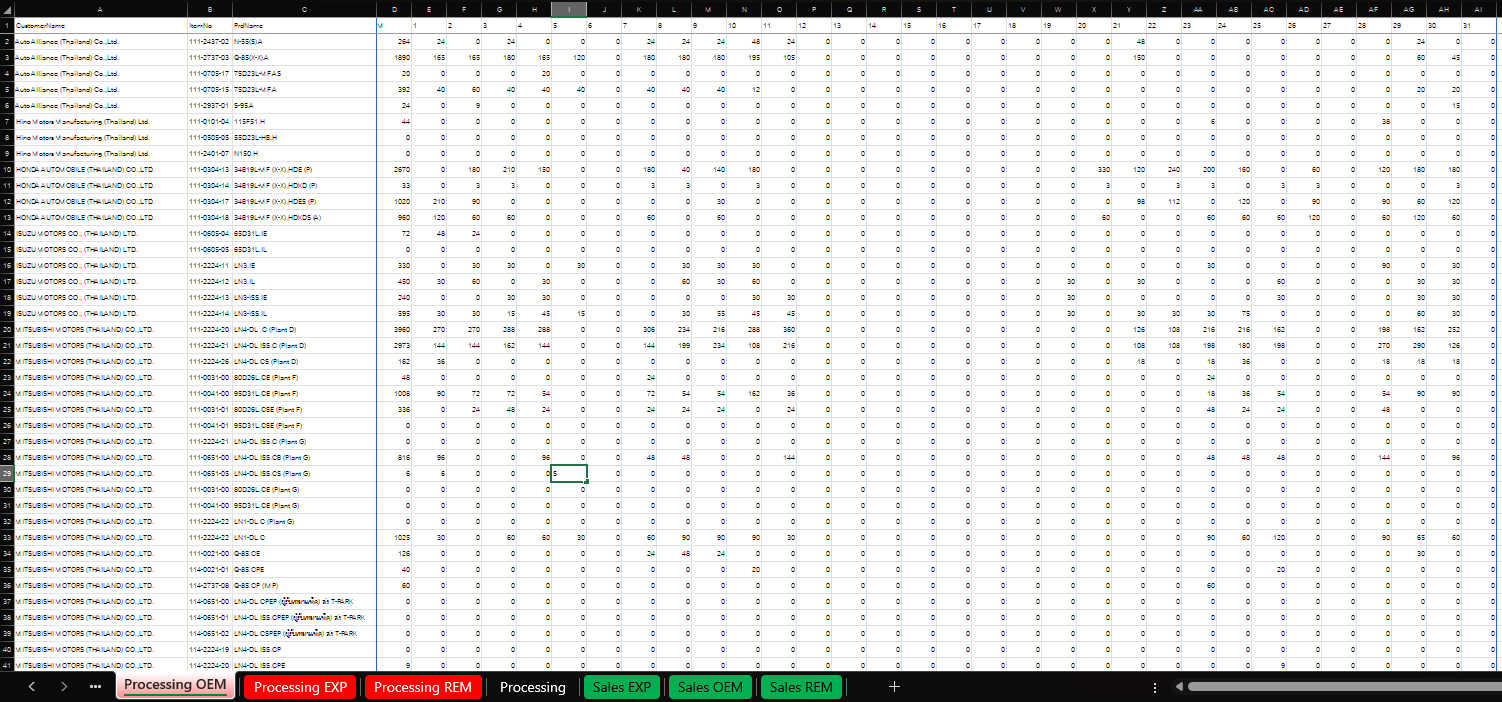 A B C D E F G H I J K L M N O P Q R S T U V W X Y Z AA AB AC AD AE AF AG AH AI
1 CustomerName ItemNo PrdName M 1 2 3 4 5 6 7 8 9 10 11 12 13 14 15 16 17 18 19 20 21 22 23 24 25 26 27 28 29 30 31
2 AutoAlliance (Thailand) Co.,Ltd. 111-2437-02 N-55(S)A 264 24 0 24 0 0 0 24 24 24 48 24 0 0 0 0 0 0 0 0 0 48 0 0 0 0 0 0 0 24 0 0
3 AutoAlliance (Thailand) Co.,Ltd. 111-2737-03 Q-85(X-X)A 1890 165 165 180 165 120 0 180 180 180 195 105 0 0 0 0 0 0 0 0 0 150 0 0 0 0 0 0 0 60 45 0
4 AutoAlliance (Thailand) Co.,Ltd. 111-0705-17 75D23L-MFAS 20 0 0 0 20 0 0 0 0 0 0 0 0 0 0 0 0 0 0 0 0 0 0 0 0 0 0 0 0 0 0 0
5 AutoAlliance (Thailand) Co.,Ltd. 111-0705-15 75D23L-MFA 392 40 60 40 40 40 0 40 40 40 12 0 0 0 0 0 0 0 0 0 0 0 0 0 0 0 0 0 0 20 20 0
6 AutoAlliance (Thailand) Co.,Ltd. 111-2937-01 S-95A 24 0 9 0 0 0 0 0 0 0 0 0 0 0 0 0 0 0 0 0 0 0 0 0 0 0 0 0 0 0 15 0
7 Hino Motors Manufacturing (Thailand) Ltd. 111-0101-04 115F51.H 44 0 0 0 0 0 0 0 0 0 0 0 0 0 0 0 0 0 0 0 0 0 0 6 0 0 0 0 38 0 0 0
8 Hino Motors Manufacturing (Thailand) Ltd. 111-0505-05 55D23L-HB.H 0 0 0 0 0 0 0 0 0 0 0 0 0 0 0 0 0 0 0 0 0 0 0 0 0 0 0 0 0 0 0 0
9 Hino Motors Manufacturing (Thailand) Ltd. 111-2401-07 N150.H 0 0 0 0 0 0 0 0 0 0 0 0 0 0 0 0 0 0 0 0 0 0 0 0 0 0 0 0 0 0 0 0
10 HONDA AUTOMOBILE (THAILAND) CO.,LTD. 111-0304-13 34B19L-MF (X-X).HDE (P) 2670 0 180 210 150 0 0 180 40 140 180 0 0 0 0 0 0 0 0 0 330 120 240 200 160 0 60 0 120 180 180 0
11 HONDA AUTOMOBILE (THAILAND) CO.,LTD. 111-0304-14 34B19L-MF (X-X).HDKD (P) 33 0 3 3 0 0 0 3 3 0 3 0 0 0 0 0 0 0 0 0 3 0 3 3 0 3 3 0 0 0 3 0
12 HONDA AUTOMOBILE (THAILAND) CO.,LTD. 111-0304-17 34B19L-MF (X-X).HDES (P) 1020 210 90 0 0 0 0 0 0 30 0 0 0 0 0 0 0 0 0 0 0 98 112 0 120 0 90 0 90 60 120 0
13 HONDA AUTOMOBILE (THAILAND) CO.,LTD. 111-0304-18 34B19L-MF (X-X).HDKDS (A) 960 120 60 60 0 0 0 60 0 60 0 0 0 0 0 0 0 0 0 0 60 0 0 60 60 60 120 0 60 120 60 0
14 ISUZU MOTORS CO., (THAILAND) LTD. 111-0605-04 65D31L.IE 72 48 24 0 0 0 0 0 0 0 0 0 0 0 0 0 0 0 0 0 0 0 0 0 0 0 0 0 0 0 0 0
15 ISUZU MOTORS CO., (THAILAND) LTD. 111-0605-05 65D31L.IL 0 0 0 0 0 0 0 0 0 0 0 0 0 0 0 0 0 0 0 0 0 0 0 0 0 0 0 0 0 0 0 0
16 ISUZU MOTORS CO., (THAILAND) LTD. 111-2224-11 LN3.IE 330 0 30 30 0 30 0 0 30 30 30 0 0 0 0 0 0 0 0 0 0 0 0 30 0 0 0 0 90 0 30 0
17 ISUZU MOTORS CO., (THAILAND) LTD. 111-2224-12 LN3.IL 450 30 60 0 30 0 0 0 60 30 60 0 0 0 0 0 0 0 0 30 0 0 0 0 0 60 0 0 0 30 30 0
18 ISUZU MOTORS CO., (THAILAND) LTD. 111-2224-13 LN3-ISS.IE 240 0 0 30 30 0 0 0 0 0 30 30 0 0 0 0 0 0 0 30 0 0 0 0 0 0 0 0 0 30 30 0
19 ISUZU MOTORS CO., (THAILAND) LTD. 111-2224-14 LN3-ISS.IL 595 30 30 15 45 15 0 0 30 55 45 45 0 0 0 0 0 0 0 30 0 30 30 30 75 0 0 0 0 60 30 0
20 MITSUBISHI MOTORS (THAILAND) CO.,LTD. 111-2224-20 LN4-DL .C (Plant D) 3960 270 270 288 288 0 0 306 234 216 288 360 0 0 0 0 0 0 0 0 0 126 108 216 216 162 0 0 198 162 252 0
21 MITSUBISHI MOTORS (THAILAND) CO.,LTD. 111-2224-21 LN4-DL ISS.C (Plant D) 2973 144 144 162 144 0 0 144 199 234 108 216 0 0 0 0 0 0 0 0 0 108 108 198 180 198 0 0 270 290 126 0
22 MITSUBISHI MOTORS (THAILAND) CO.,LTD. 111-2224-26 LN4-DL.CS (Plant D) 162 36 0 0 0 0 0 0 0 0 0 0 0 0 0 0 0 0 0 0 0 18 0 18 36 0 0 0 18 18 18 0
23 MITSUBISHI MOTORS (THAILAND) CO.,LTD. 111-0031-00 80D26L.CE (Plant F) 48 0 0 0 0 0 0 24 0 0 0 0 0 0 0 0 0 0 0 0 0 0 0 24 0 0 0 0 0 0 0 0
24 MITSUBISHI MOTORS (THAILAND) CO.,LTD. 111-0041-00 95D31L.CE (Plant F) 1008 90 72 72 54 0 0 72 54 54 162 36 0 0 0 0 0 0 0 0 0 0 0 18 36 54 0 0 54 90 90 0
25 MITSUBISHI MOTORS (THAILAND) CO.,LTD. 111-0031-01 80D26L.CSE (Plant F) 336 0 24 48 24 0 0 24 24 24 0 24 0 0 0 0 0 0 0 0 0 0 0 48 24 24 0 0 48 0 0 0
26 MITSUBISHI MOTORS (THAILAND) CO.,LTD. 111-0041-01 95D31L.CSE (Plant F) 0 0 0 0 0 0 0 0 0 0 0 0 0 0 0 0 0 0 0 0 0 0 0 0 0 0 0 0 0 0 0 0
27 MITSUBISHI MOTORS (THAILAND) CO.,LTD. 111-2224-21 LN4-DL ISS.C (Plant G) 0 0 0 0 0 0 0 0 0 0 0 0 0 0 0 0 0 0 0 0 0 0 0 0 0 0 0 0 0 0 0 0
28 MITSUBISHI MOTORS (THAILAND) CO.,LTD. 111-0651-00 LN4-DL ISS.CB (Plant G) 816 96 0 0 96 0 0 48 48 0 0 144 0 0 0 0 0 0 0 0 0 0 0 48 48 48 0 0 144 0 96 0
29 MITSUBISHI MOTORS (THAILAND) CO.,LTD. 111-0651-05 LN4-DL ISS.CS (Plant G) 6 6 0 0 0 5 0 0 0 0 0 0 0 0 0 0 0 0 0 0 0 0 0 0 0 0 0 0 0 0 0 0
30 MITSUBISHI MOTORS (THAILAND) CO.,LTD. 111-0031-00 80D26L.CE (Plant G) 0 0 0 0 0 0 0 0 0 0 0 0 0 0 0 0 0 0 0 0 0 0 0 0 0 0 0 0 0 0 0 0
31 MITSUBISHI MOTORS (THAILAND) CO.,LTD. 111-0041-00 95D31L.CE (Plant G) 0 0 0 0 0 0 0 0 0 0 0 0 0 0 0 0 0 0 0 0 0 0 0 0 0 0 0 0 0 0 0 0
32 MITSUBISHI MOTORS (THAILAND) CO.,LTD. 111-2224-22 LN1-DL.C (Plant G) 0 0 0 0 0 0 0 0 0 0 0 0 0 0 0 0 0 0 0 0 0 0 0 0 0 0 0 0 0 0 0 0
33 MITSUBISHI MOTORS (THAILAND) CO.,LTD. 111-2224-22 LN1-DL.C 1025 30 0 60 60 30 0 60 90 90 90 30 0 0 0 0 0 0 0 0 0 0 0 90 60 120 0 0 90 65 60 0
34 MITSUBISHI MOTORS (THAILAND) CO.,LTD. 111-0021-00 Q-85.CE 126 0 0 0 0 0 0 24 48 24 0 0 0 0 0 0 0 0 0 0 0 0 0 0 0 0 0 0 0 30 0 0
35 MITSUBISHI MOTORS (THAILAND) CO.,LTD. 114-0021-01 Q-85.CPE 40 0 0 0 0 0 0 0 0 0 20 0 0 0 0 0 0 0 0 0 0 0 0 0 0 20 0 0 0 0 0 0
36 MITSUBISHI MOTORS (THAILAND) CO.,LTD. 114-2737-08 Q-85.CP (IMP) 60 0 0 0 0 0 0 0 0 0 0 0 0 0 0 0 0 0 0 0 0 0 0 60 0 0 0 0 0 0 0 0
37 MITSUBISHI MOTORS (THAILAND) CO.,LTD. 114-0651-00 LN4-DL.CPEP ส่ง T-PARK 0 0 0 0 0 0 0 0 0 0 0 0 0 0 0 0 0 0 0 0 0 0 0 0 0 0 0 0 0 0 0 0
38 MITSUBISHI MOTORS (THAILAND) CO.,LTD. 114-0651-01 LN4-DL ISS.CPEP ส่ง T-PARK 0 0 0 0 0 0 0 0 0 0 0 0 0 0 0 0 0 0 0 0 0 0 0 0 0 0 0 0 0 0 0 0
39 MITSUBISHI MOTORS (THAILAND) CO.,LTD. 114-0651-02 LN4-DL.CSPEP ส่ง T-PARK 0 0 0 0 0 0 0 0 0 0 0 0 0 0 0 0 0 0 0 0 0 0 0 0 0 0 0 0 0 0 0 0
40 MITSUBISHI MOTORS (THAILAND) CO.,LTD. 114-2224-19 LN4-DL ISS.CP 0 0 0 0 0 0 0 0 0 0 0 0 0 0 0 0 0 0 0 0 0 0 0 0 0 0 0 0 0 0 0 0
41 MITSUBISHI MOTORS (THAILAND) CO.,LTD. 114-2224-20 LN4-DL ISS.CPE 9 0 0 0 0 0 0 0 0 0 0 0 0 0 0 0 0 0 0 0 0 0 0 0 0 9 0 0 0 0 0 0
Processing OEM Processing EXP Processing REM Processing Sales EXP Sales OEM Sales REM